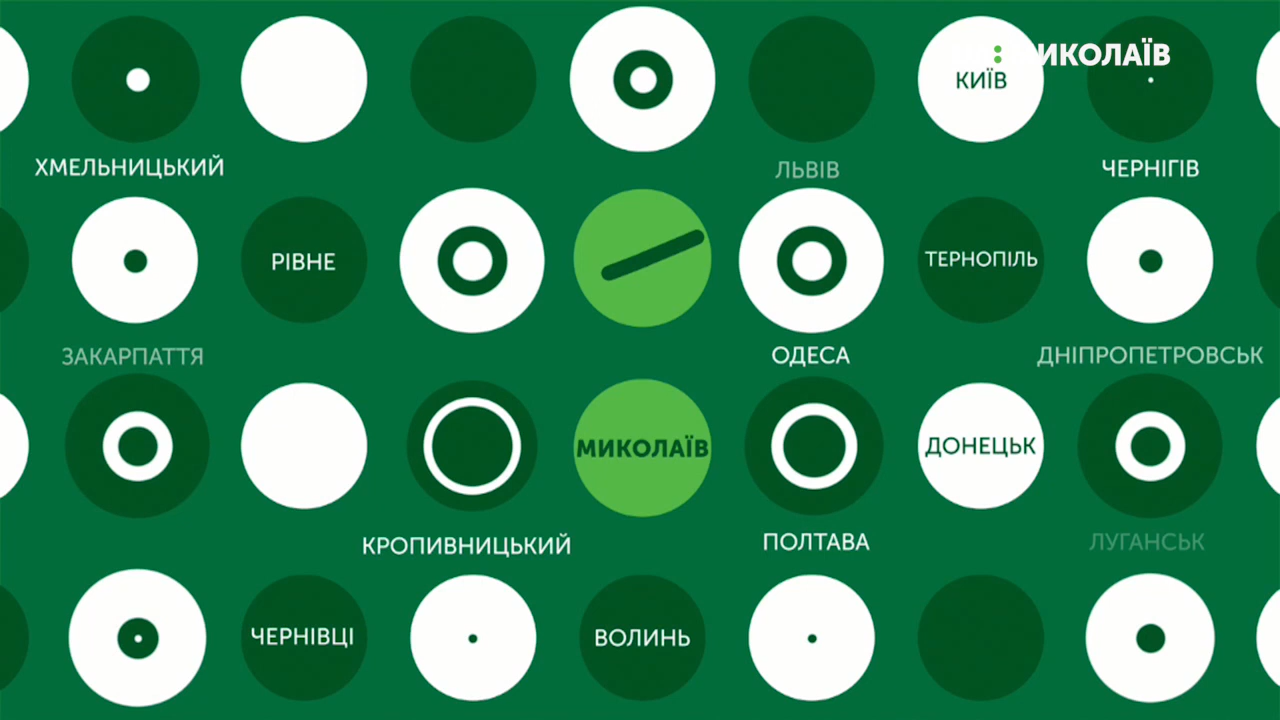 :МИКОЛАЇВ
КИЇВ
ХМЕЛЬНИЦЬКИЙ
ЛЬВІВ
ЧЕРНІГІВ
РІВНЕ
ТЕРНОПІЛЬ
ЗАКАРПАТТЯ
ОДЕСА
ДНІПРОПЕТРОВСЬК
МИКОЛАЇВ
ДОНЕЦЬК
КРОПИВНИЦЬКИЙ
ПОЛТАВА
ЛУГАНСЬК
ЧЕРНІВЦІ
ВОЛИНЬ